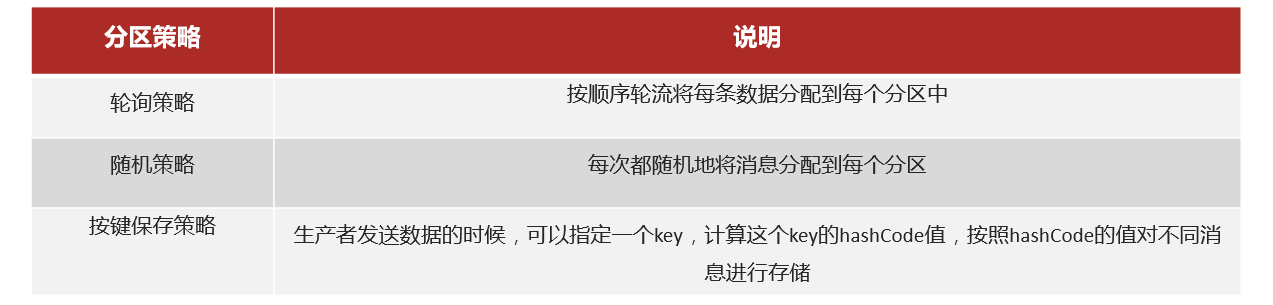 分区策略
说明
轮询策略
按顺序轮流将每条数据分配到每个分区中
随机策略
每次都随机地将消息分配到每个分区
按键保存策略
生产者发送数据的时候，可以指定一个key，计算这个key的hashCode值，按照hashCode的值对不同消
息进行存储